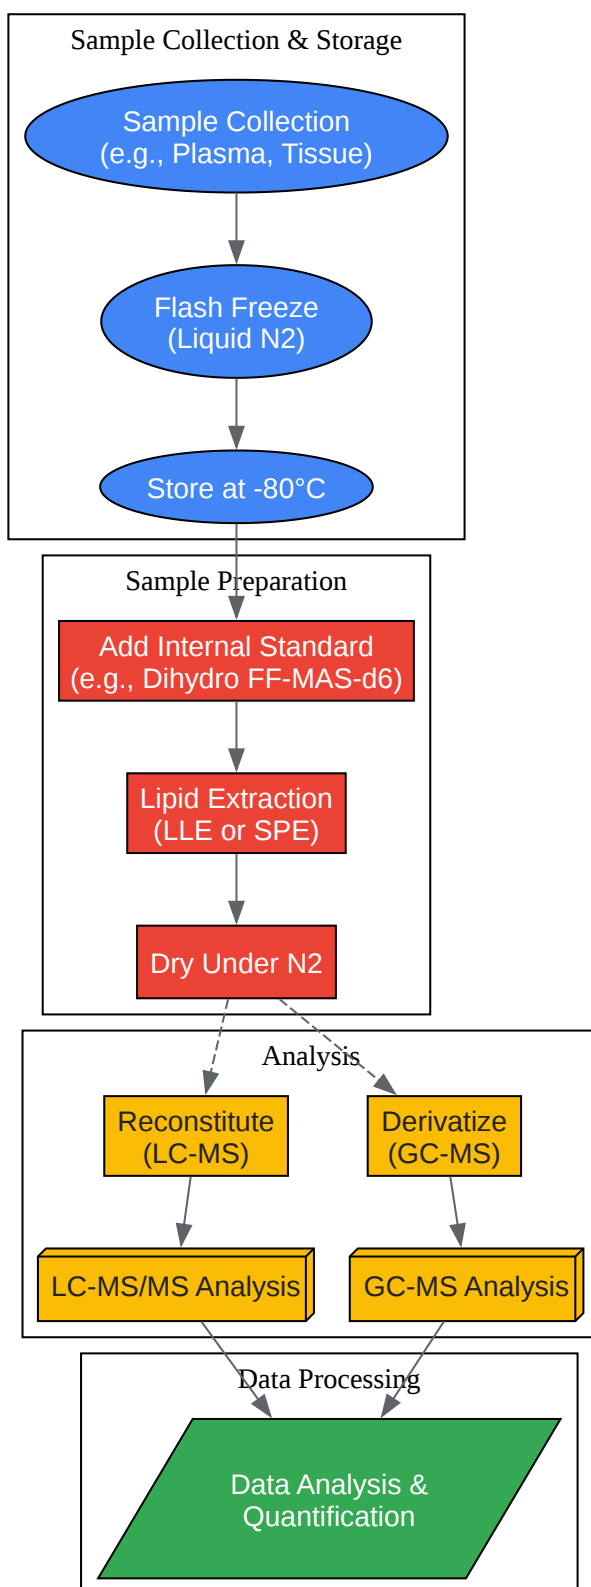 Sample Collection & Storage
Sample Collection
(e.g., Plasma, Tissue)
Flash Freeze
(Liquid N2)
Store at -80°C
Sample Preparation
Add Internal Standard
(e.g., Dihydro FF-MAS-d6)
Lipid Extraction
(LLE or SPE)
Dry Under N2
Analysis
Reconstitute
(LC-MS)
Derivatize
(GC-MS)
LC-MS/MS Analysis
GC-MS Analysis
Data Processing
Data Analysis &
Quantification